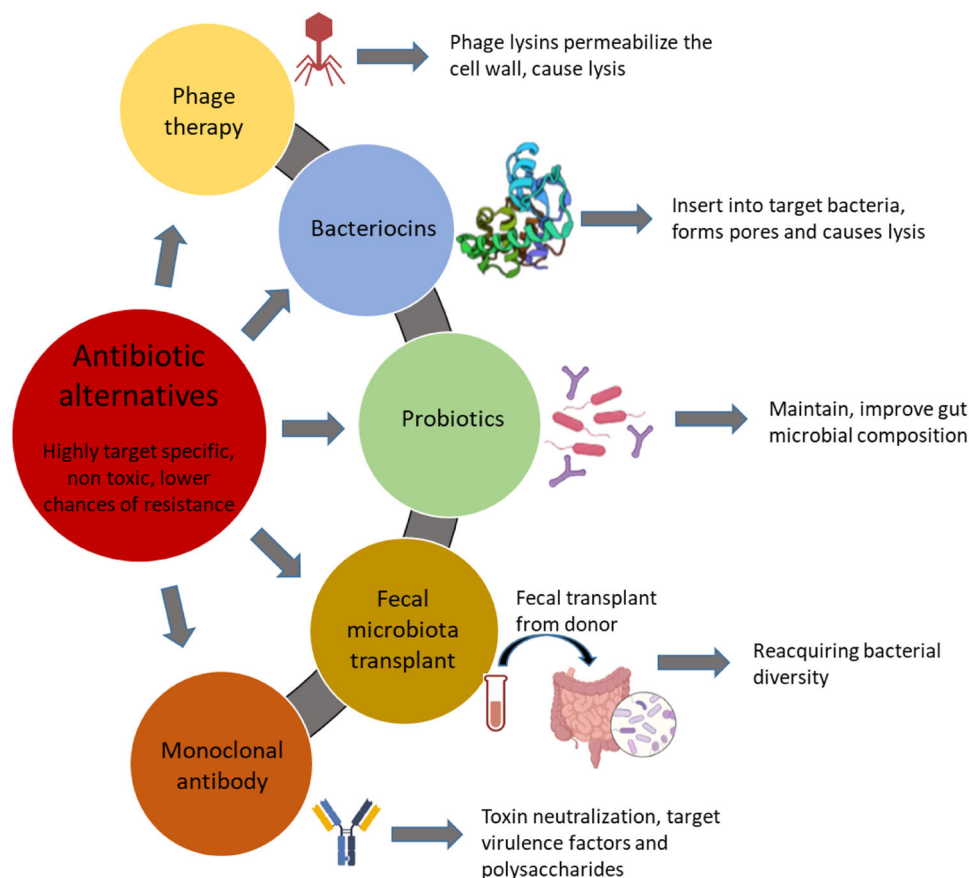 Phage
therapy
Phage lysins permeabilize the
cell wall, cause lysis
Bacteriocins
Insert into target bacteria,
forms pores and causes lysis
Antibiotic
alternatives
Highly target specific,
non toxic, lower
chances of resistance
Probiotics
Maintain, improve gut
microbial composition
Fecal
microbiota
transplant
Fecal transplant
from donor
Reacquiring bacterial
diversity
Monoclonal
antibody
Toxin neutralization, target
virulence factors and
polysaccharides